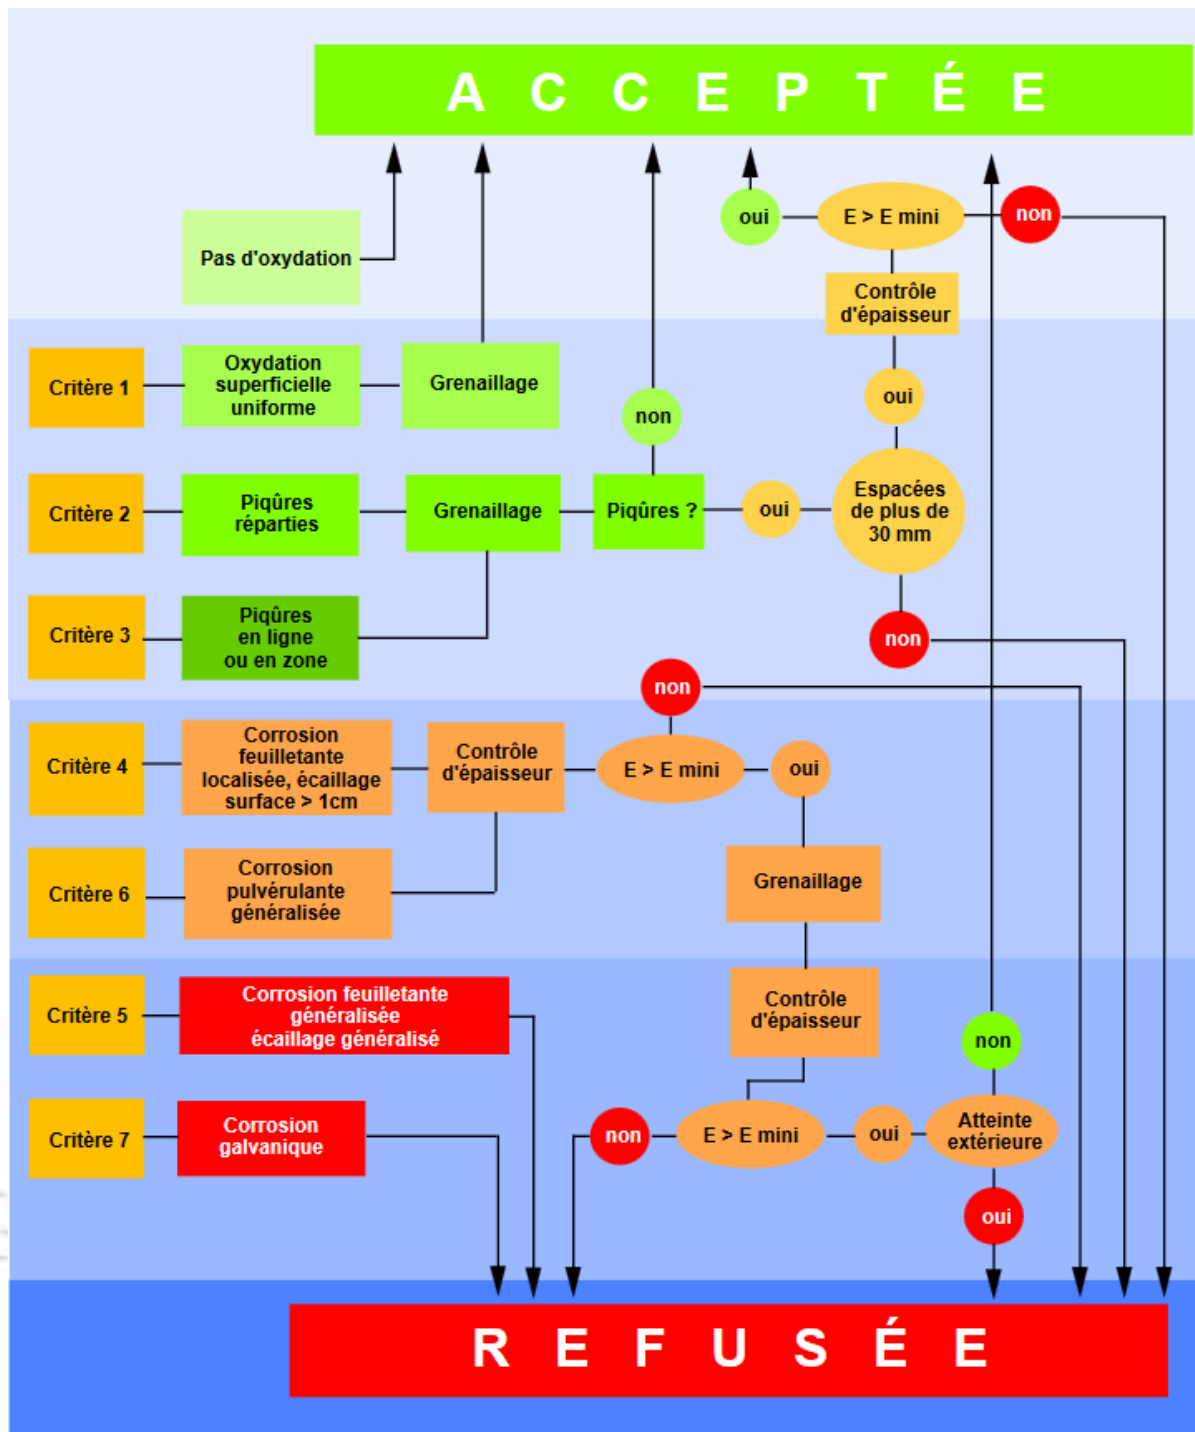 ACCEPTÉE
oui
E > E mini
non
Pas d'oxydation
Contrôle
d'épaisseur
Critère 1
Oxydation
superficielle
uniforme
Grenaillage
non
oui
Critère 2
Piqûres
réparties
Grenaillage
Piqûres ?
oui
Espacées
de plus de
30 mm
Critère 3
Piqûres
en ligne
ou en zone
non
non
Critère 4
Corrosion
feuilletante
localisée, écaillage
surface > 1cm
Contrôle
d'épaisseur
E > E mini
oui
Critère 6
Corrosion
pulvérulante
généralisée
Grenaillage
Critère 5
Corrosion feuilletante
généralisée
écaillage généralisé
Contrôle
d'épaisseur
non
Critère 7
Corrosion
galvanique
non
E > E mini
oui
Atteinte
extérieure
oui
REFUSÉE